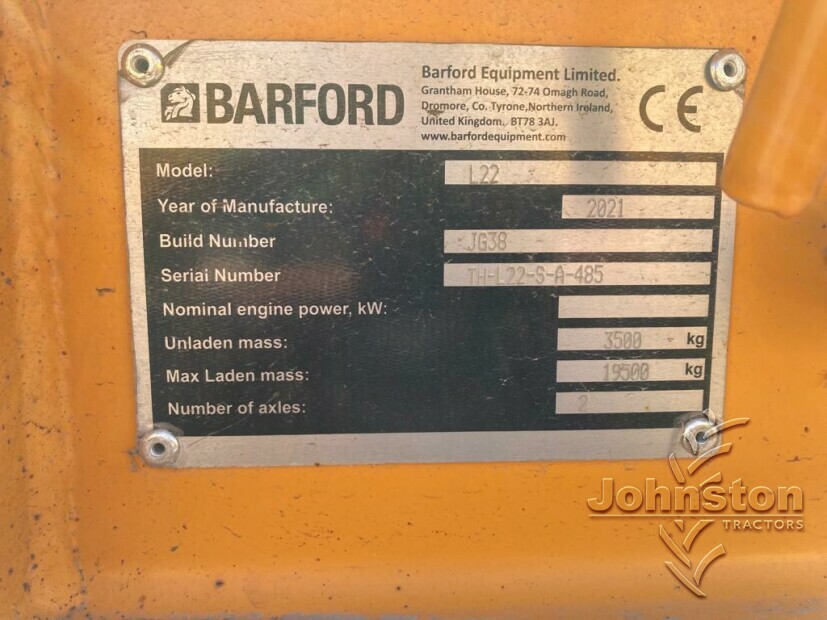 BARFORD
Barford Equipment Limited.
Grantham House, 72-74 Omagh Road,
Dromore, Co. Tyrone,Northern Ireland,
United Kingdom. BT78 3AJ.
www.barfordequipment.com
CE
Model: L22
Year of Manufacture: 2021
Build Number JG38
Serial Number TH-L22-S-A-485
Nominal engine power, kW:
Unladen mass: 3500 kg
Max Laden mass: 19500 kg
Number of axles: 2
Johnston
TRACTORS